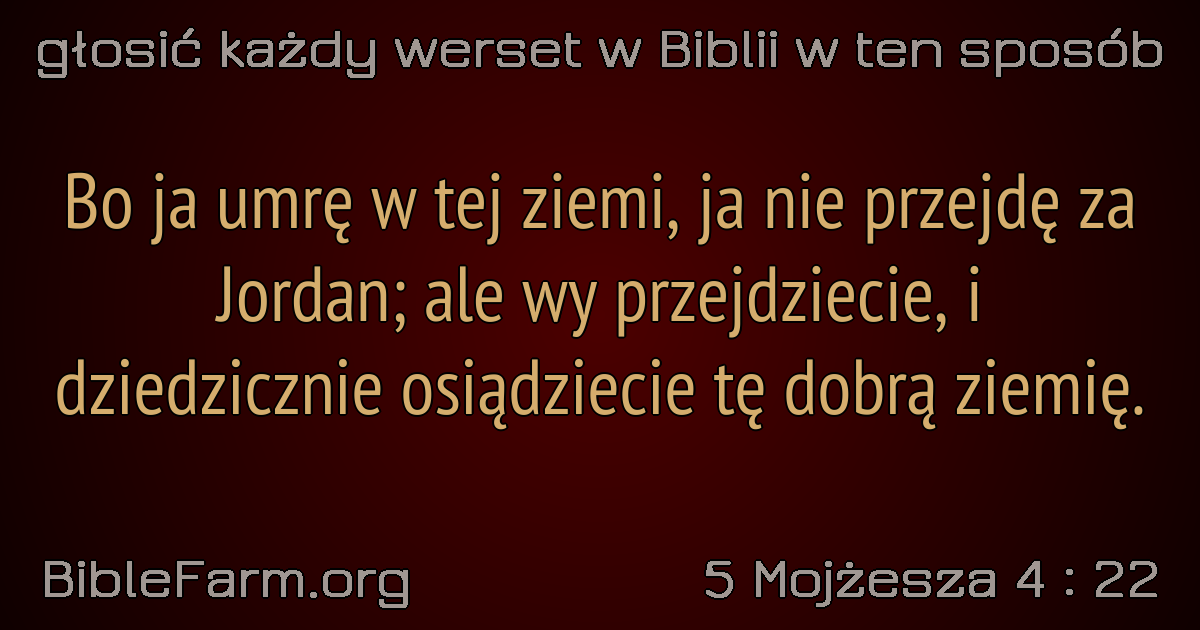 głosić każdy werset w Biblii w ten sposób
Bo ja umrę w tej ziemi, ja nie przejdę za
Jordan; ale wy przejdziecie, i
dziedzicznie osiądziecie tę dobrą ziemię.
BibleFarm.org
5 Mojżesza 4 : 22